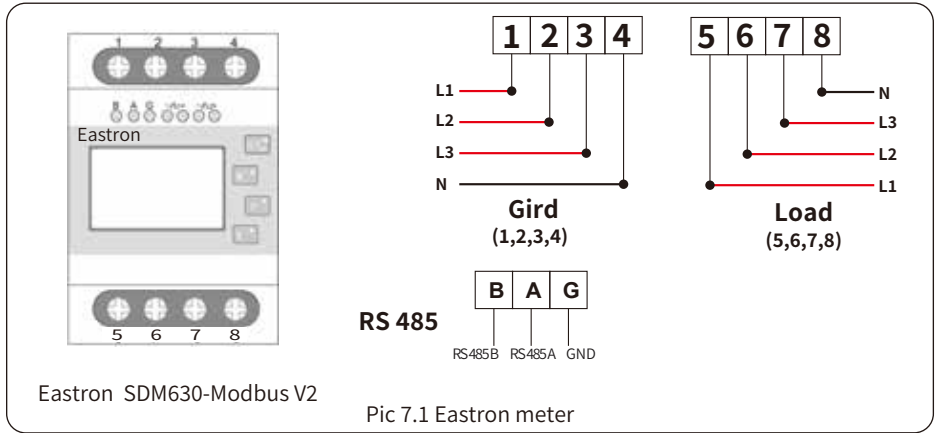 1 2 3 4
B A G
Eastron
5 6 7 8
Eastron SDM630-Modbus V2
1 2 3 4
L1
L2
L3
N
Gird
(1,2,3,4)
5 6 7 8
N
L3
L2
L1
Load
(5,6,7,8)
RS 485
B A G
RS485B RS485A GND
Pic 7.1 Eastron meter